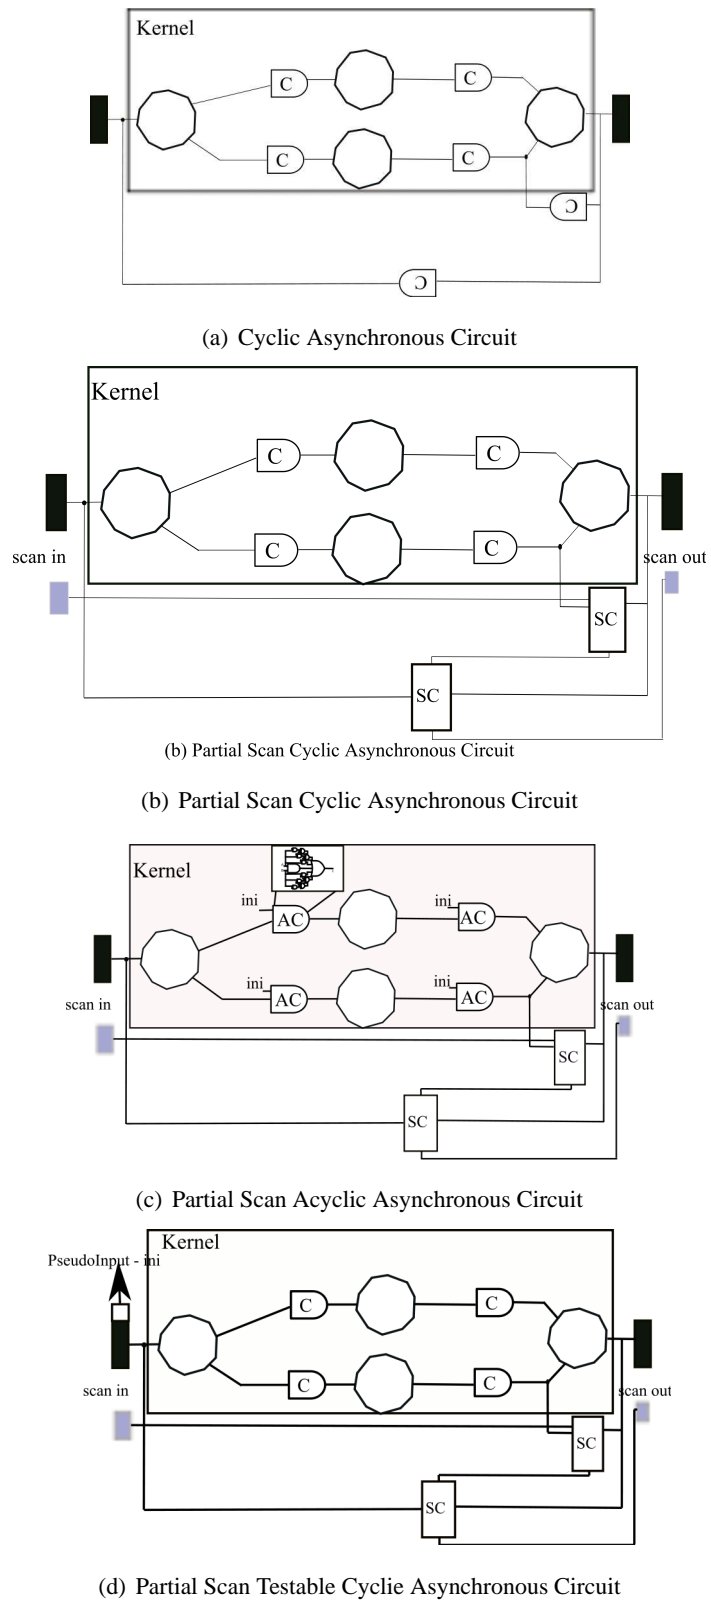 Kernel
C
C
C
C
C
C
(a) Cyclic Asynchronous Circuit
Kernel
C
C
C
C
scan in
scan out
SC
SC
(b) Partial Scan Cyclic Asynchronous Circuit
(b) Partial Scan Cyclic Asynchronous Circuit
Kernel
ini
AC
ini
AC
ini
AC
ini
AC
scan in
scan out
SC
SC
(c) Partial Scan Acyclic Asynchronous Circuit
Kernel
PseudoInput - ini
C
C
C
C
scan in
scan out
SC
SC
(d) Partial Scan Testable Cyclie Asynchronous Circuit